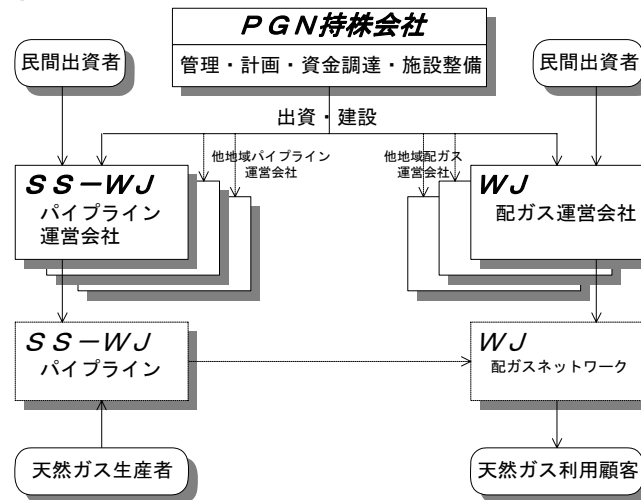 ＰＧＮ持株会社
管理・計画・資金調達・施設整備
民間出資者
民間出資者
出資・建設
他地域パイプライン
運営会社
他地域配ガス
運営会社
ＳＳ－ＷＪ
パイプライン
運営会社
ＷＪ
配ガス運営会社
ＳＳ－ＷＪ
パイプライン
ＷＪ
配ガスネットワーク
天然ガス生産者
天然ガス利用顧客